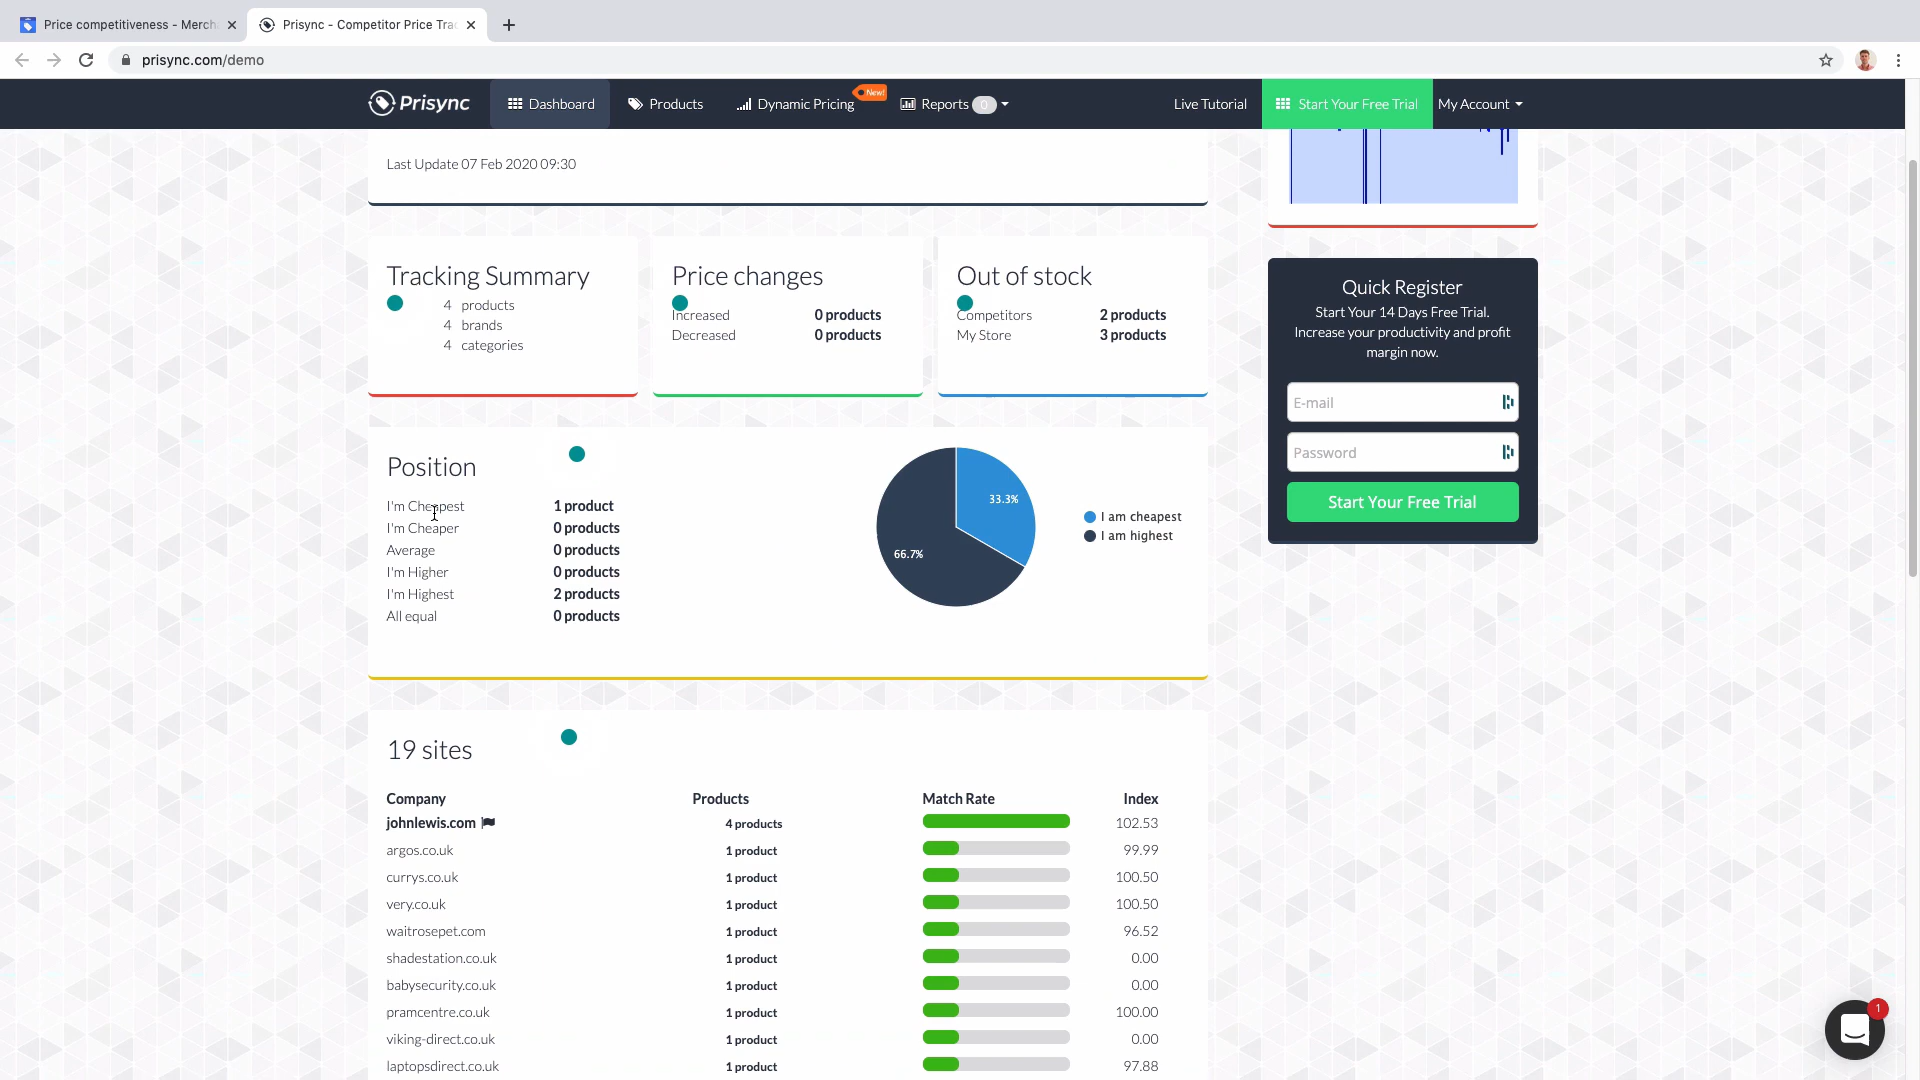 Price competitiveness - Merch
Prisync - Competitor Price Trac
prisync.com/demo
Prisync
Dashboard
Products
Dynamic Pricing
New!
Reports 0
Live Tutorial
Start Your Free Trial
My Account
Last Update 07 Feb 2020 09:30
Tracking Summary
4 products
4 brands
4 categories
Price changes
Increased 0 products
Decreased 0 products
Out of stock
Competitors 2 products
My Store 3 products
Quick Register
Start Your 14 Days Free Trial.
Increase your productivity and profit
margin now.
E-mail
Password
Start Your Free Trial
Position
I'm Cheapest 1 product
I'm Cheaper 0 products
Average 0 products
I'm Higher 0 products
I'm Highest 2 products
All equal 0 products
33.3%
66.7%
I am cheapest
I am highest
19 sites
Company Products Match Rate Index
johnlewis.com 4 products 102.53
argos.co.uk 1 product 99.99
currys.co.uk 1 product 100.50
very.co.uk 1 product 100.50
waitrosepet.com 1 product 96.52
shadestation.co.uk 1 product 0.00
babysecurity.co.uk 1 product 0.00
pramcentre.co.uk 1 product 100.00
viking-direct.co.uk 1 product 0.00
laptopsdirect.co.uk 1 product 97.88
1